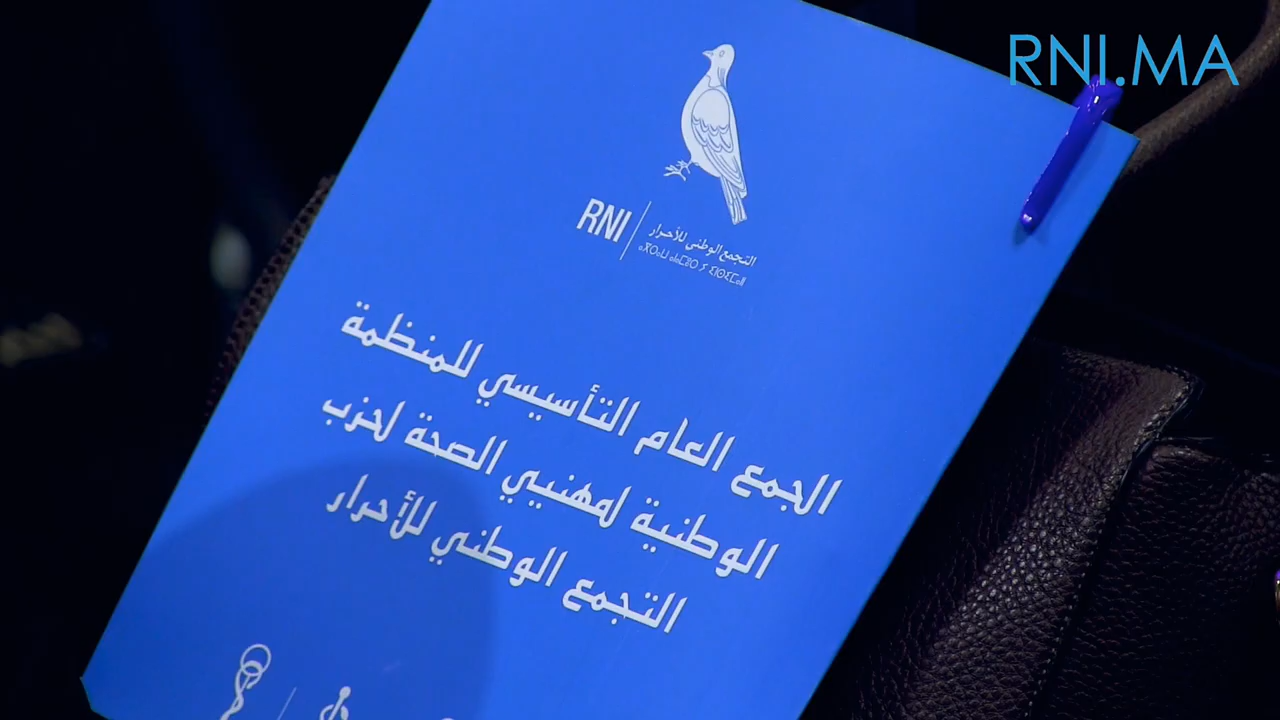 RNI.MA
RNI
التجمع الوطني للأحرار
الجمع العام التأسيسي للمنظمة
الوطنية لمهنيي الصحة لحزب
التجمع الوطني للأحرار